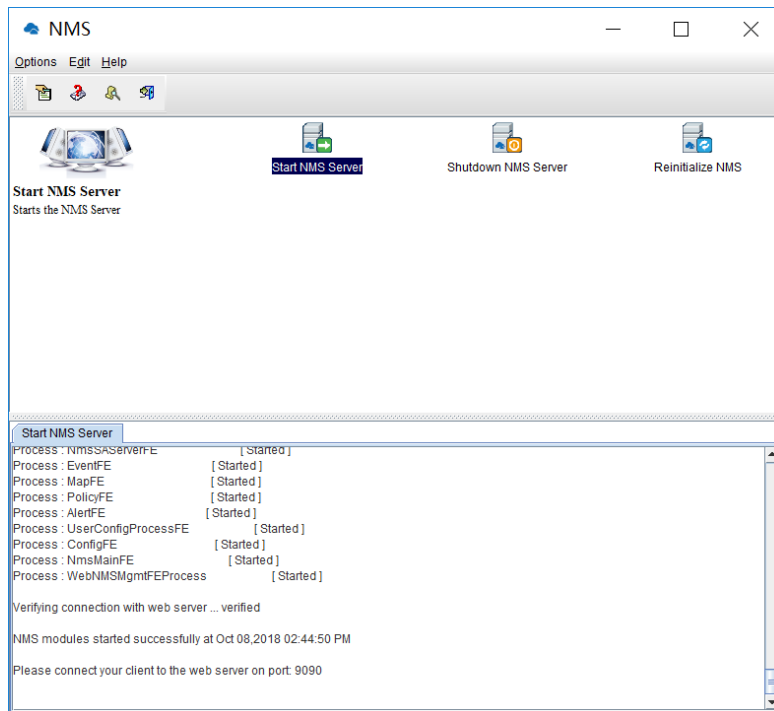 NMS
Options Edit Help
Start NMS Server
Shutdown NMS Server
Reinitialize NMS
Start NMS Server
Starts the NMS Server
Start NMS Server
Process : NmsSAServerFE [ Started ]
Process : EventFE [ Started ]
Process : MapFE [ Started ]
Process : PolicyFE [ Started ]
Process : AlertFE [ Started ]
Process : UserConfigProcessFE [ Started ]
Process : ConfigFE [ Started ]
Process : NmsMainFE [ Started ]
Process : WebNMSMgmtFEProcess [ Started ]
Verifying connection with web server ... verified
NMS modules started successfully at Oct 08,2018 02:44:50 PM
Please connect your client to the web server on port: 9090